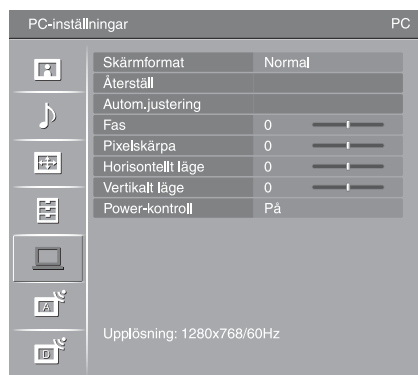 PC-inställningar PC
Skärmformat Normal
Återställ
Autom.justering
Fas 0
Pixelskärpa 0
Horisontellt läge 0
Vertikalt läge 0
Power-kontroll På
A
D
Upplösning: 1280x768/60Hz